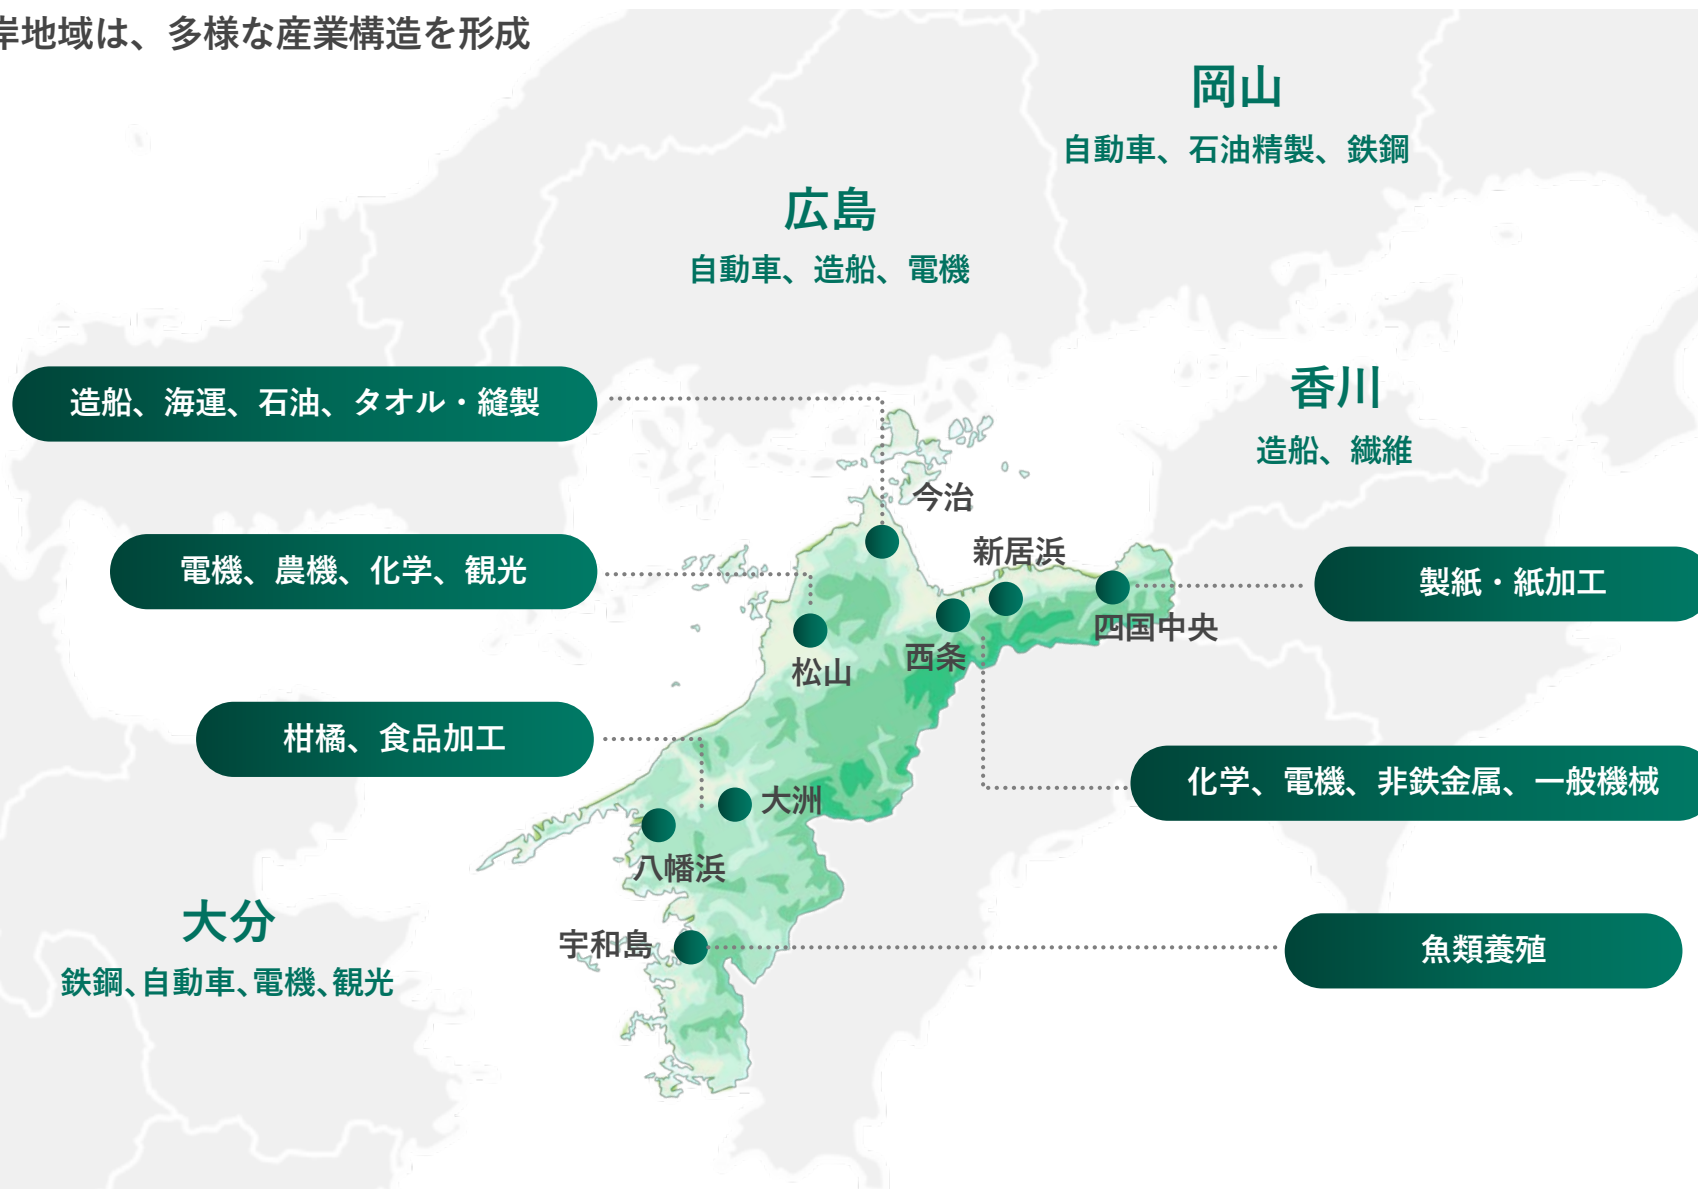 岸地域は、多様な産業構造を形成
岡山
自動車、石油精製、鉄鋼
広島
自動車、造船、電機
香川
造船、繊維
造船、海運、石油、タオル・縫製
今治
新居浜
電機、農機、化学、観光
製紙・紙加工
四国中央
西条
松山
柑橘、食品加工
化学、電機、非鉄金属、一般機械
大洲
八幡浜
大分
鉄鋼、自動車、電機、観光
宇和島
魚類養殖